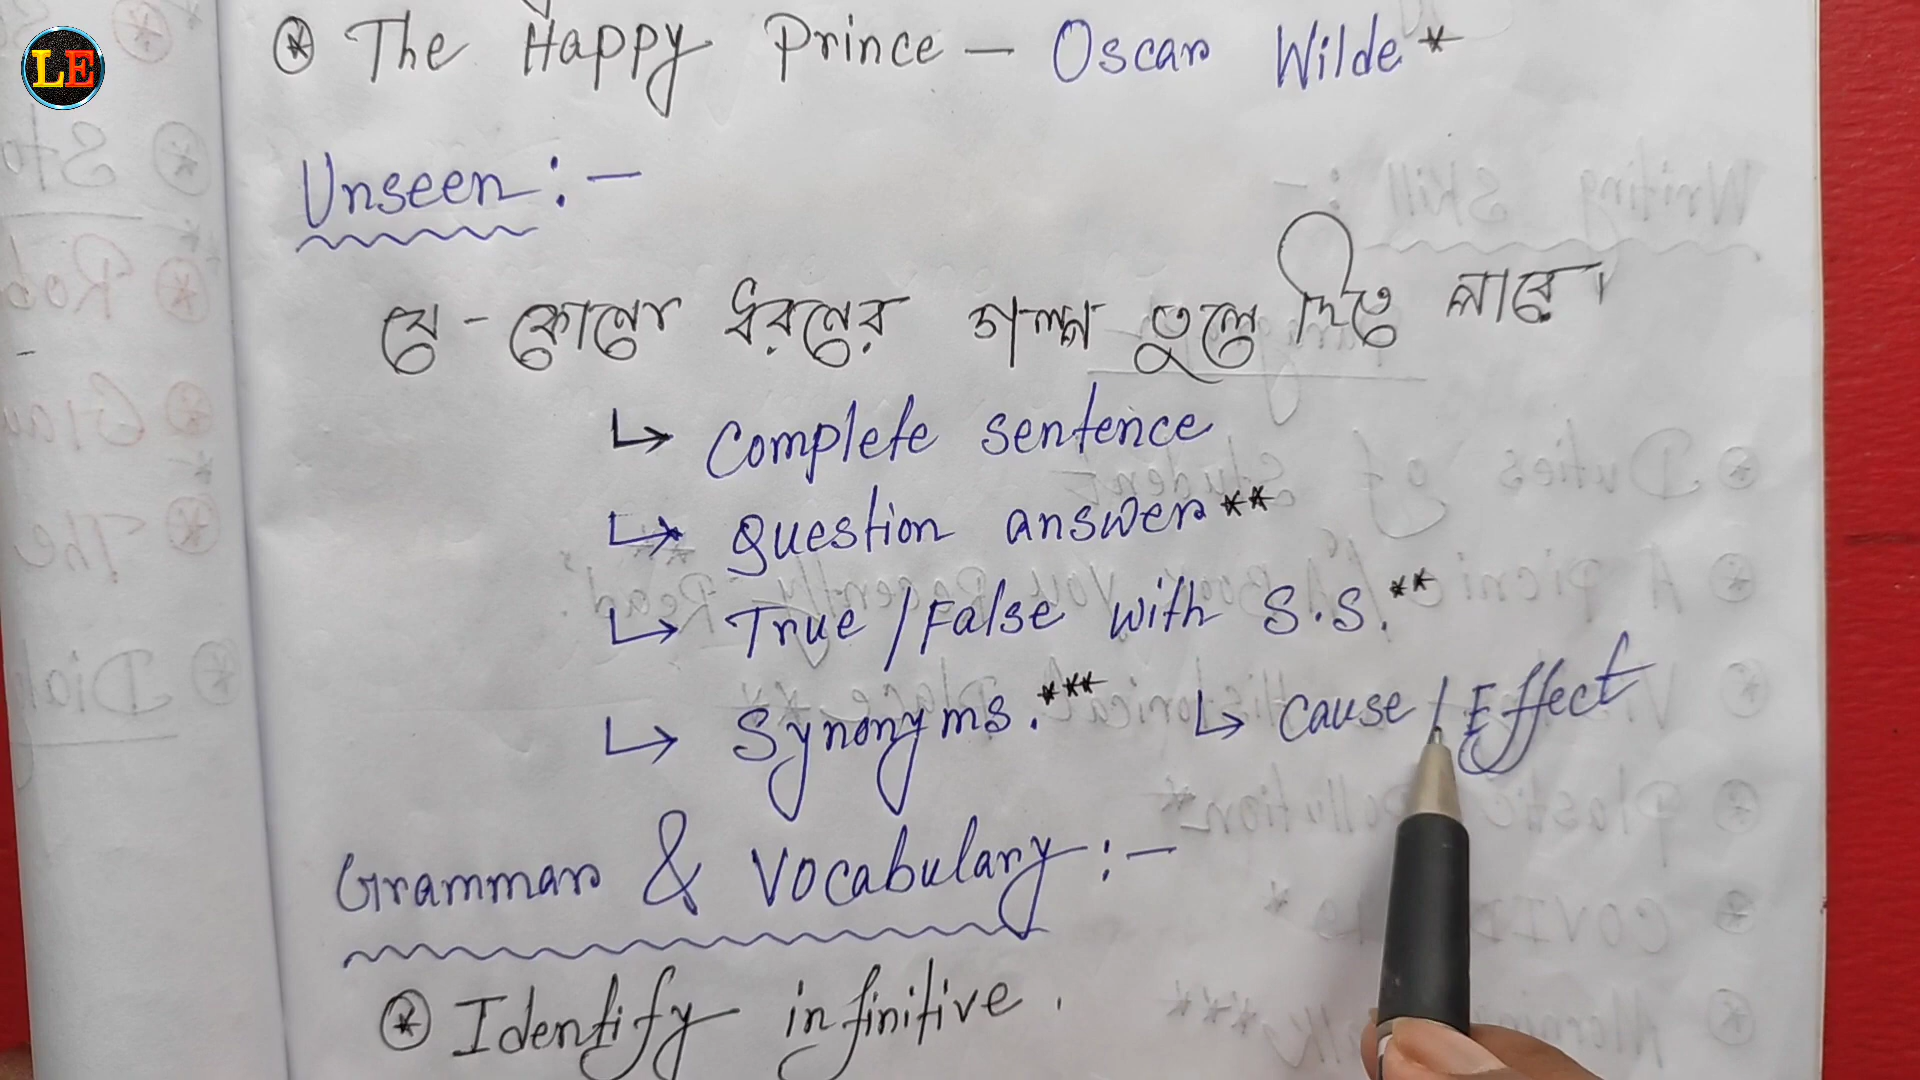 LE
⊛ The Happy Prince - Oscar Wilde *
Unseen :-
যে-কোনো ধরণের গল্প তুলে দিতে পারে।
↳ Complete sentence
↳ Question answer **
↳ True / False with S.S. **
↳ Synonyms. *** ↳ Cause / Effect
Grammar & Vocabulary :-
⊛ Identify infinitive.